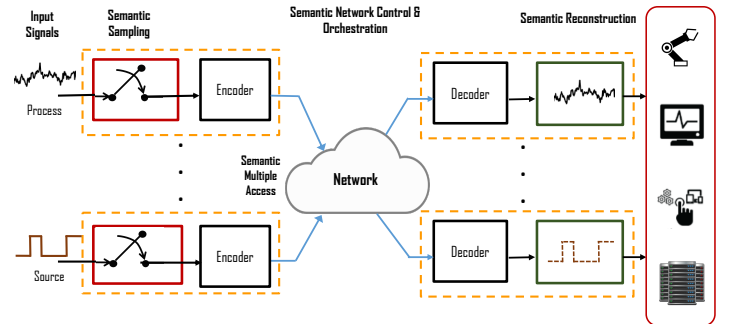 Input
Signals
Semantic
Sampling
Semantic Network Control &
Orchestration
Semantic Reconstruction
Process
Encoder
Decoder
Semantic
Multiple
Access
Network
Source
Encoder
Decoder